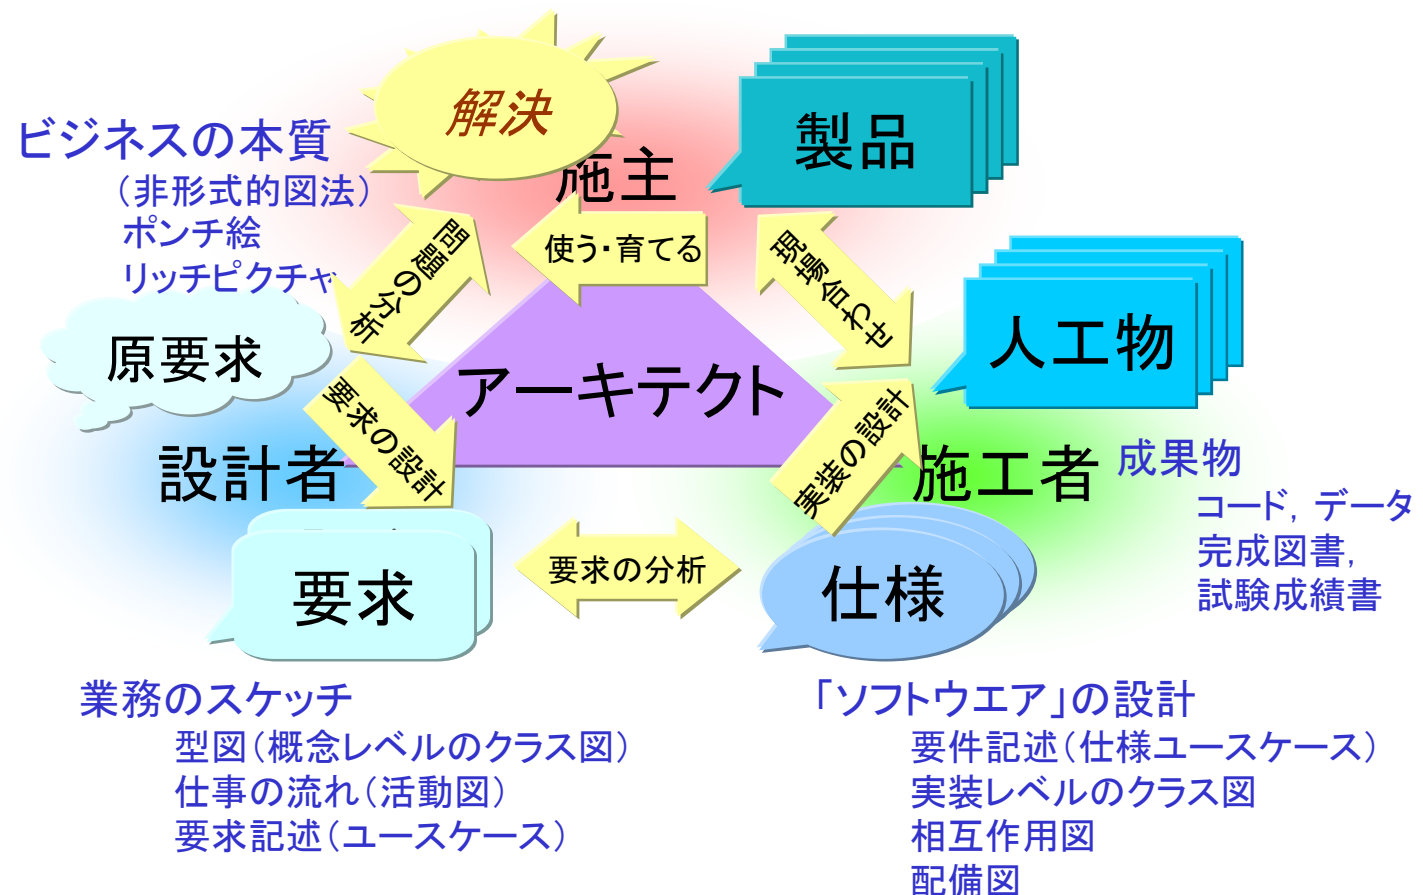 解決
製品
ビジネスの本質
(非形式的図法)
ポンチ絵
リッチピクチャ
施主
使う・育てる
問題の分析
現場合わせ
人工物
原要求
アーキテクト
要求の設計
実装の設計
設計者
施工者
成果物
コード, データ
完成図書,
試験成績書
要求
要求の分析
仕様
業務のスケッチ
型図(概念レベルのクラス図)
仕事の流れ(活動図)
要求記述(ユースケース)
「ソフトウエア」の設計
要件記述(仕様ユースケース)
実装レベルのクラス図
相互作用図
配備図